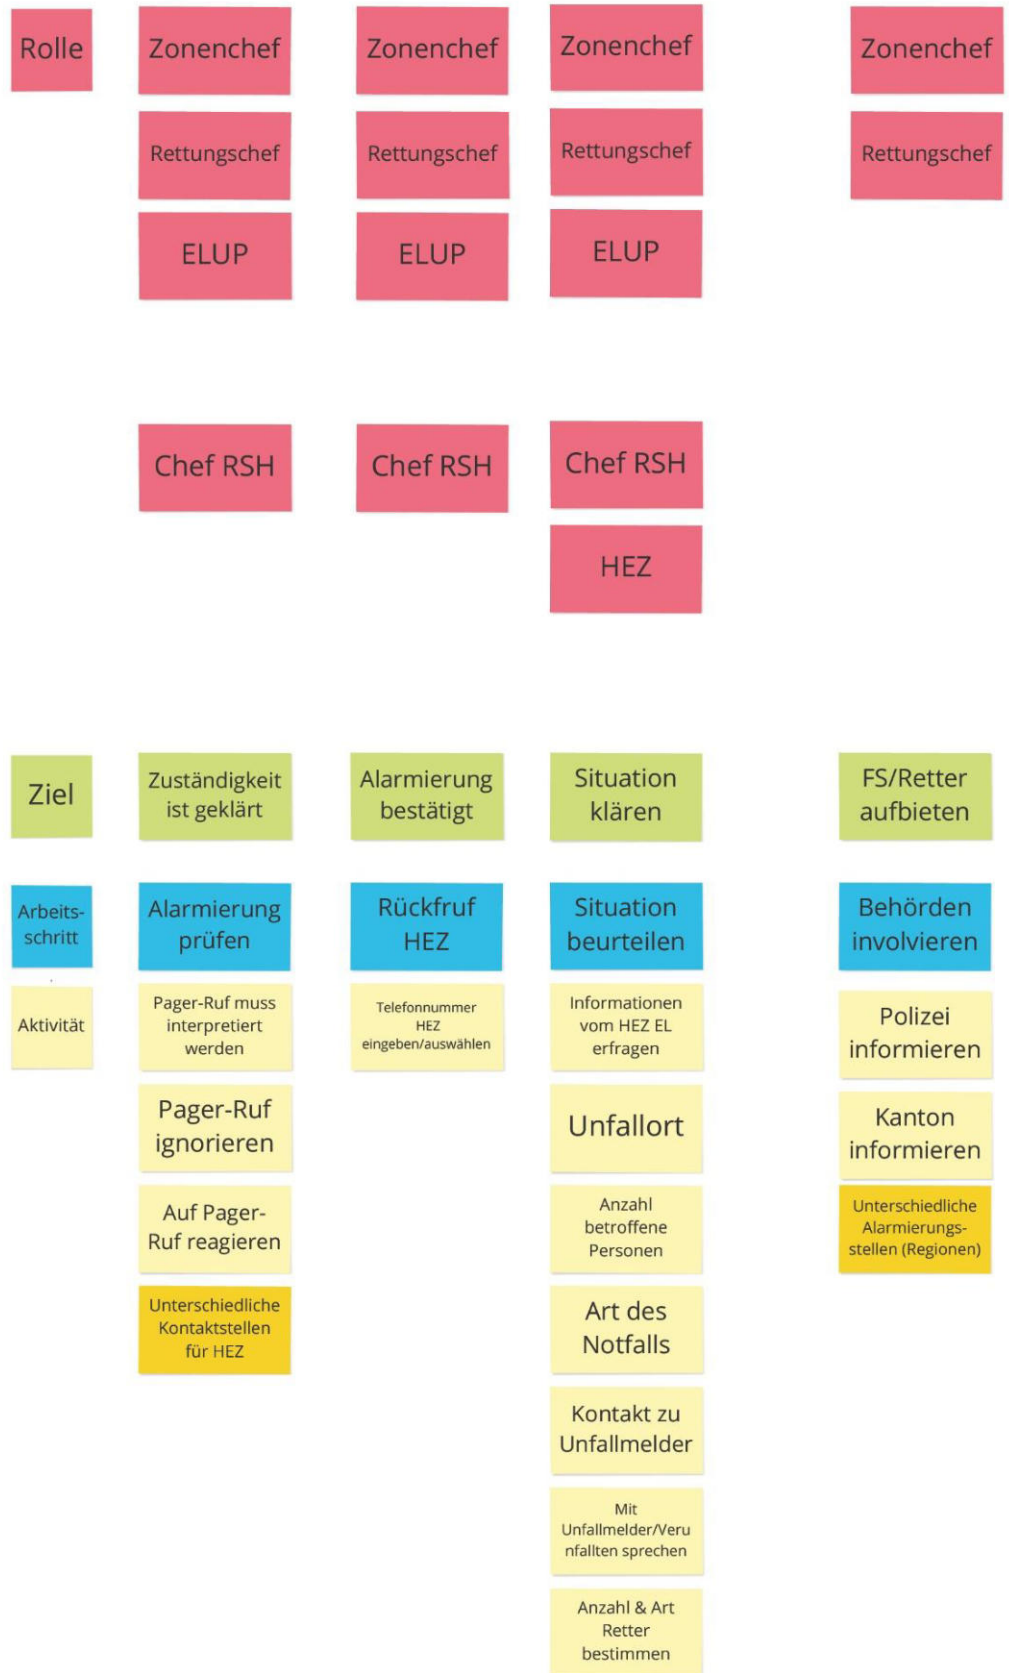 Rolle
Zonenchef
Zonenchef
Zonenchef
Zonenchef
Rettungschef
Rettungschef
Rettungschef
Rettungschef
ELUP
ELUP
ELUP
Chef RSH
Chef RSH
Chef RSH
HEZ
Ziel
Zuständigkeit
ist geklärt
Alarmierung
bestätigt
Situation
klären
FS/Retter
aufbieten
Arbeits-
schritt
Alarmierung
prüfen
Rückfruf
HEZ
Situation
beurteilen
Behörden
involvieren
Aktivität
Pager-Ruf muss
interpretiert
werden
Telefonnummer
HEZ
eingeben/auswählen
Informationen
vom HEZ EL
erfragen
Polizei
informieren
Pager-Ruf
ignorieren
Unfallort
Kanton
informieren
Auf Pager-
Ruf reagieren
Anzahl
betroffene
Personen
Unterschiedliche
Alarmierungs-
stellen (Regionen)
Unterschiedliche
Kontaktstellen
für HEZ
Art des
Notfalls
Kontakt zu
Unfallmelder
Mit
Unfallmelder/Veru
nfallten sprechen
Anzahl & Art
Retter
bestimmen